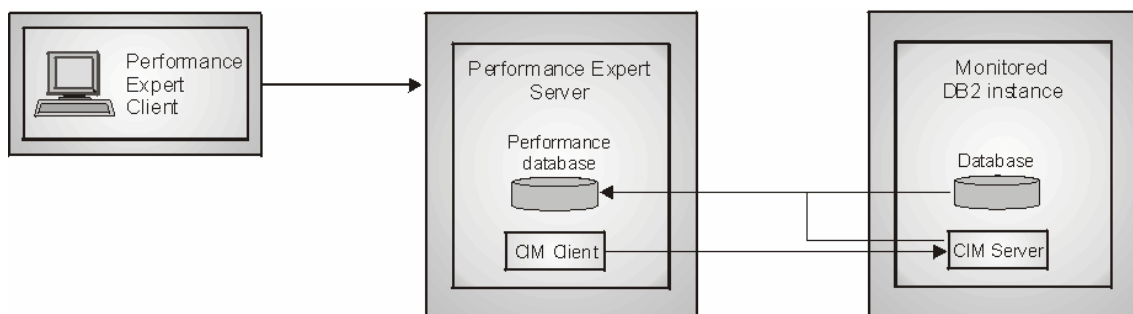 Performance
Expert
Client
Performance Expert
Server
Performance
database
CIM Client
Monitored
DB2 instance
Database
CIM Server